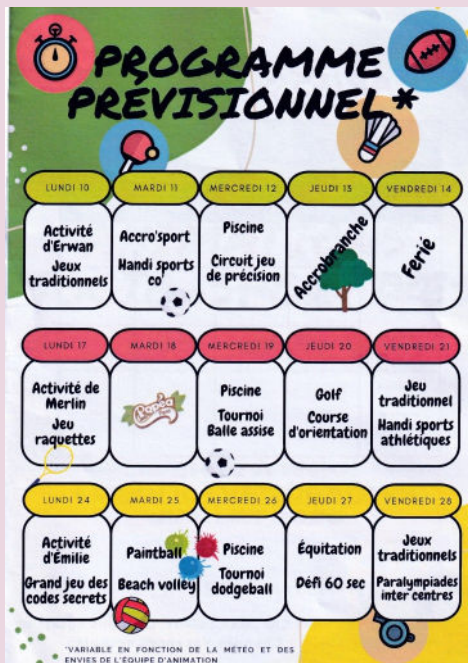 PROGRAMME
PRÉVISIONNEL*
LUNDI 10
MARDI 11
MERCREDI 12
JEUDI 13
VENDREDI 14
Activité
d'Erwan
Jeux
traditionnels
Accro'sport
Handi sports
co
Piscine
Circuit jeu
de précision
Accrobranche
Ferié
LUNDI 17
MARDI 18
MERCREDI 19
JEUDI 20
VENDREDI 21
Activité de
Merlin
Jeu
raquettes
Papéa
Piscine
Tournoi
Balle assise
Golf
Course
d'orientation
Jeu
traditionnel
Handi sports
athlétiques
LUNDI 24
MARDI 25
MERCREDI 26
JEUDI 27
VENDREDI 28
Activité
d'Émilie
Grand jeu des
codes secrets
Paintball
Beach volley
Piscine
Tournoi
dodgeball
Équitation
Défi 60 sec
Jeux
traditionnels
Paralympiades
inter centres
*VARIABLE EN FONCTION DE LA MÉTÉO ET DES
ENVIES DE L'ÉQUIPE D'ANIMATION